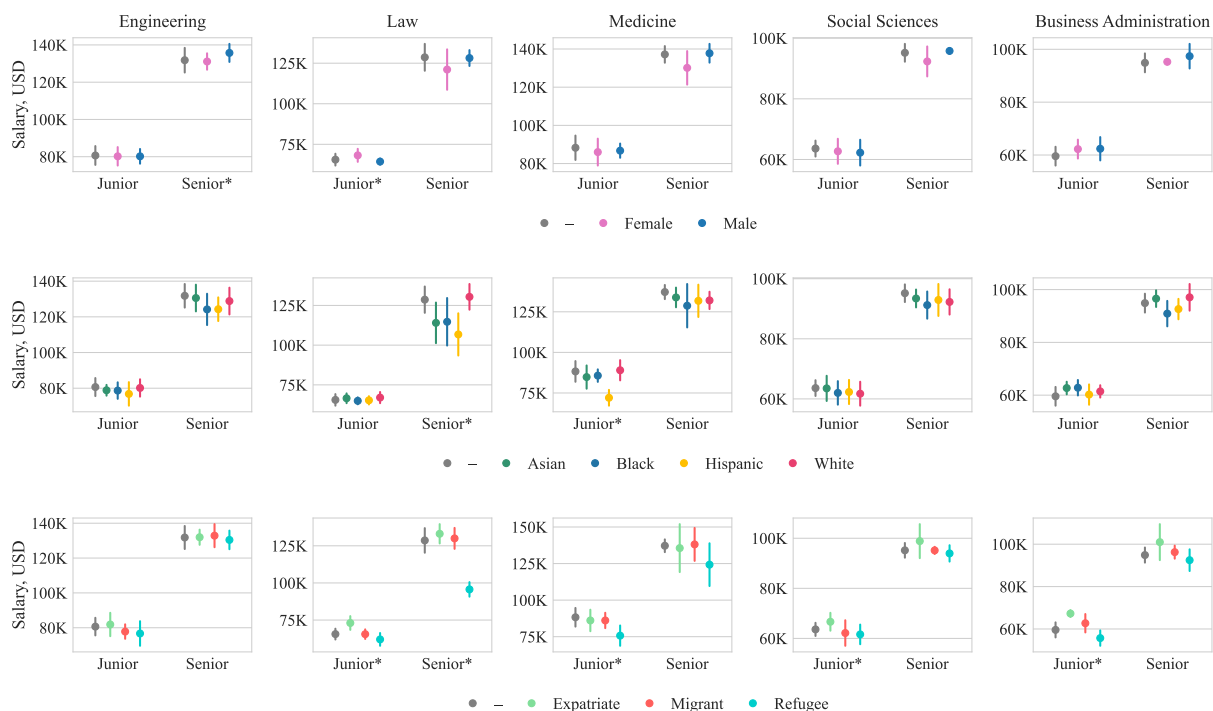 Engineering Law Medicine Social Sciences Business Administration
Salary, USD
140K
120K
100K
80K
Junior Senior*
125K
100K
75K
Junior* Senior
140K
120K
100K
80K
Junior Senior
100K
80K
60K
Junior Senior
100K
80K
60K
Junior Senior
– Female Male
Salary, USD
140K
120K
100K
80K
Junior Senior
125K
100K
75K
Junior Senior*
125K
100K
75K
Junior* Senior
100K
80K
60K
Junior Senior
100K
80K
60K
Junior Senior
– Asian Black Hispanic White
Salary, USD
140K
120K
100K
80K
Junior Senior
125K
100K
75K
Junior* Senior*
150K
125K
100K
75K
Junior* Senior
100K
80K
60K
Junior* Senior
100K
80K
60K
Junior* Senior
– Expatriate Migrant Refugee